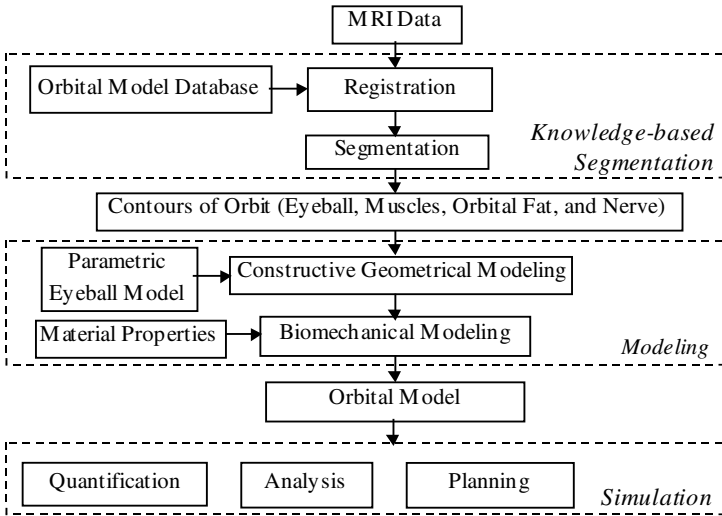 MRI Data
Orbital Model Database
Registration
Segmentation
Knowledge-based
Segmentation
Contours of Orbit (Eyeball, Muscles, Orbital Fat, and Nerve)
Parametric
Eyeball Model
Constructive Geometrical Modeling
Material Properties
Biomechanical Modeling
Modeling
Orbital Model
Quantification
Analysis
Planning
Simulation